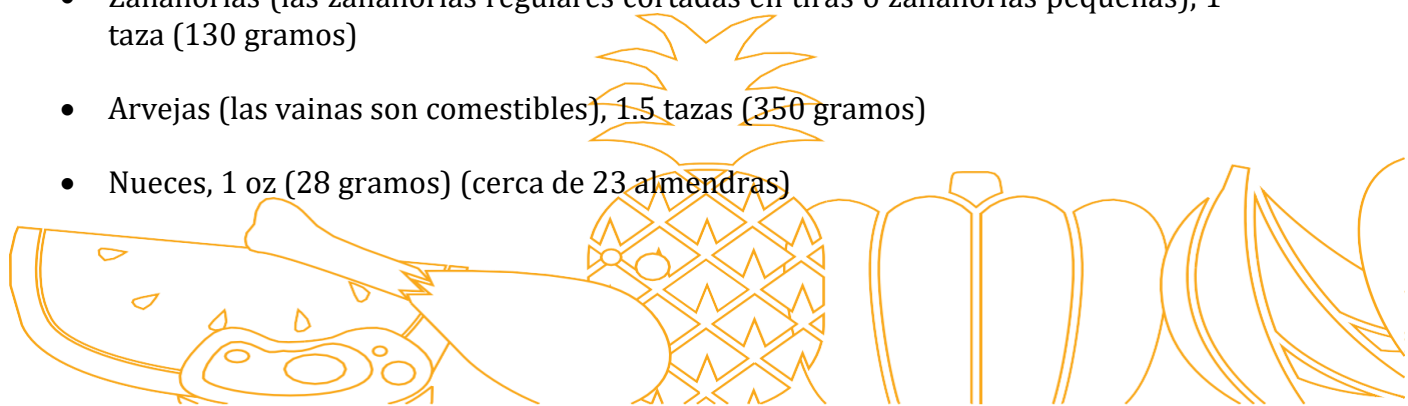 • Zanahorias (las zanahorias regulares cortadas en tiras o zanahorias pequeñas), 1
taza (130 gramos)
• Arvejas (las vainas son comestibles), 1.5 tazas (350 gramos)
• Nueces, 1 oz (28 gramos) (cerca de 23 almendras)